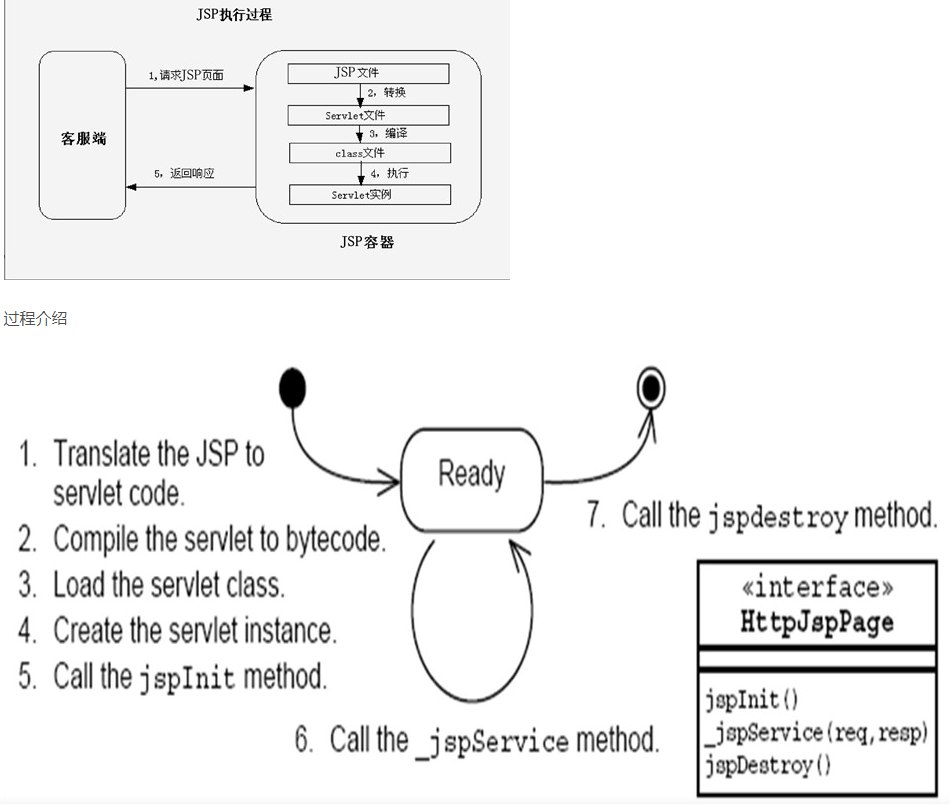 JSP执行过程
1,请求JSP页面
客服端
5，返回响应
JSP文件
2，转换
Servlet文件
3，编译
class文件
4，执行
Servlet实例
JSP容器
过程介绍
1. Translate the JSP to
servlet code.
2. Compile the servlet to bytecode.
3. Load the servlet class.
4. Create the servlet instance.
5. Call the jspInit method.
Ready
6. Call the _jspService method.
7. Call the jspdestroy method.
«interface»
HttpJspPage
jspInit()
_jspService(req,resp)
jspDestroy()